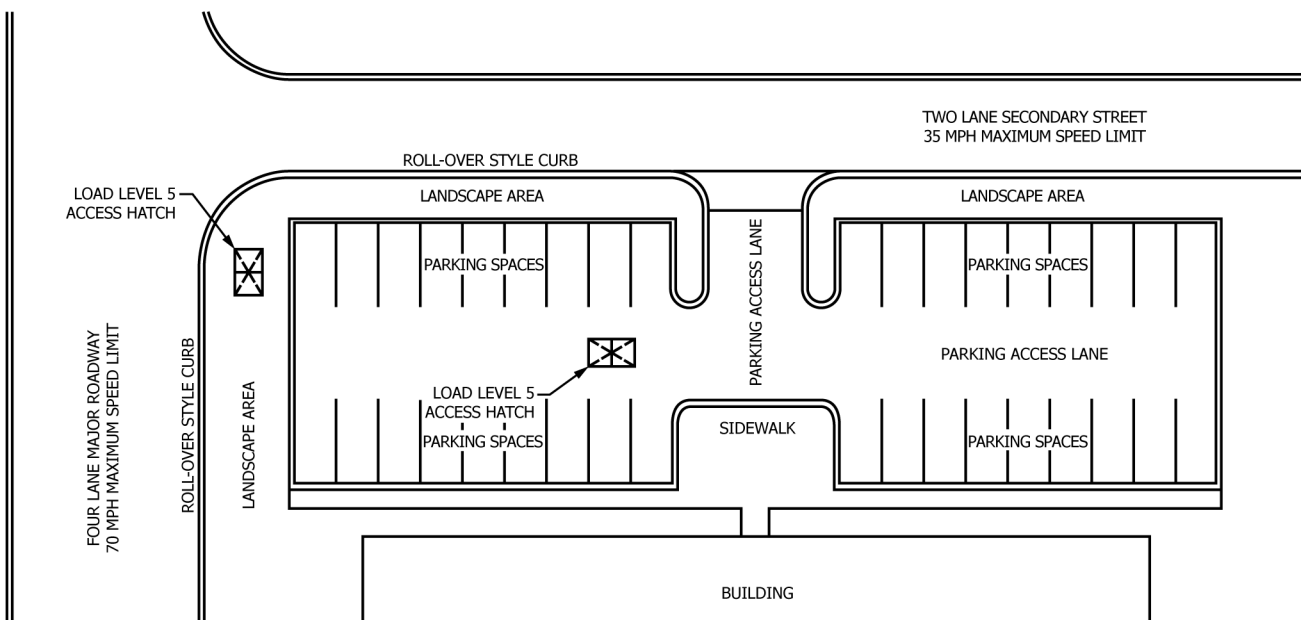 TWO LANE SECONDARY STREET
35 MPH MAXIMUM SPEED LIMIT
ROLL-OVER STYLE CURB
LOAD LEVEL 5
ACCESS HATCH
LANDSCAPE AREA
LANDSCAPE AREA
PARKING SPACES
PARKING ACCESS LANE
PARKING SPACES
FOUR LANE MAJOR ROADWAY
70 MPH MAXIMUM SPEED LIMIT
ROLL-OVER STYLE CURB
LANDSCAPE AREA
PARKING ACCESS LANE
LOAD LEVEL 5
ACCESS HATCH
PARKING SPACES
SIDEWALK
PARKING SPACES
BUILDING